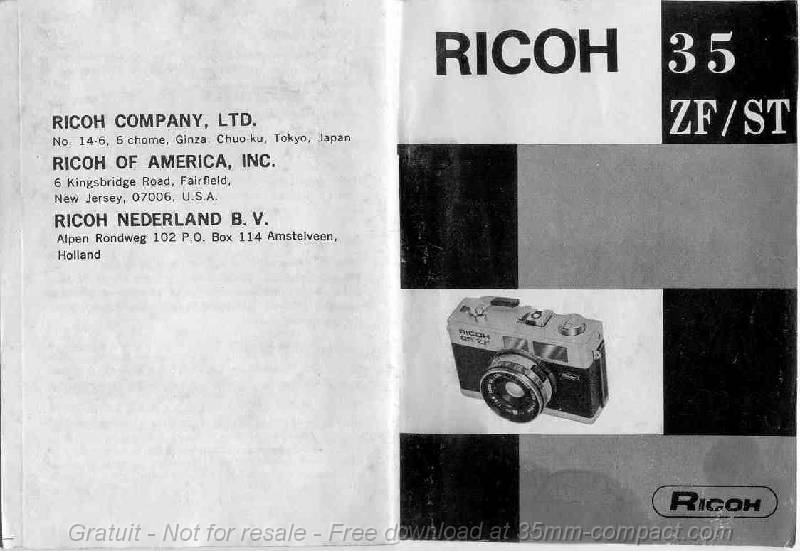 RICOH COMPANY, LTD.
No. 14-6, 6 chome, Ginza. Chuo-ku, Tokyo, Japan
RICOH OF AMERICA, INC.
6 Kingsbridge Road, Fairfield,
New Jersey, 07006, U.S.A.
RICOH NEDERLAND B. V.
Alpen Rondweg 102 P.O. Box 114 Amstelveen,
Holland
RICOH 35
ZF/ST
RICOH
35 ZF
RICOH
Gratuit - Not for resale - Free download at 35mm-compact.com